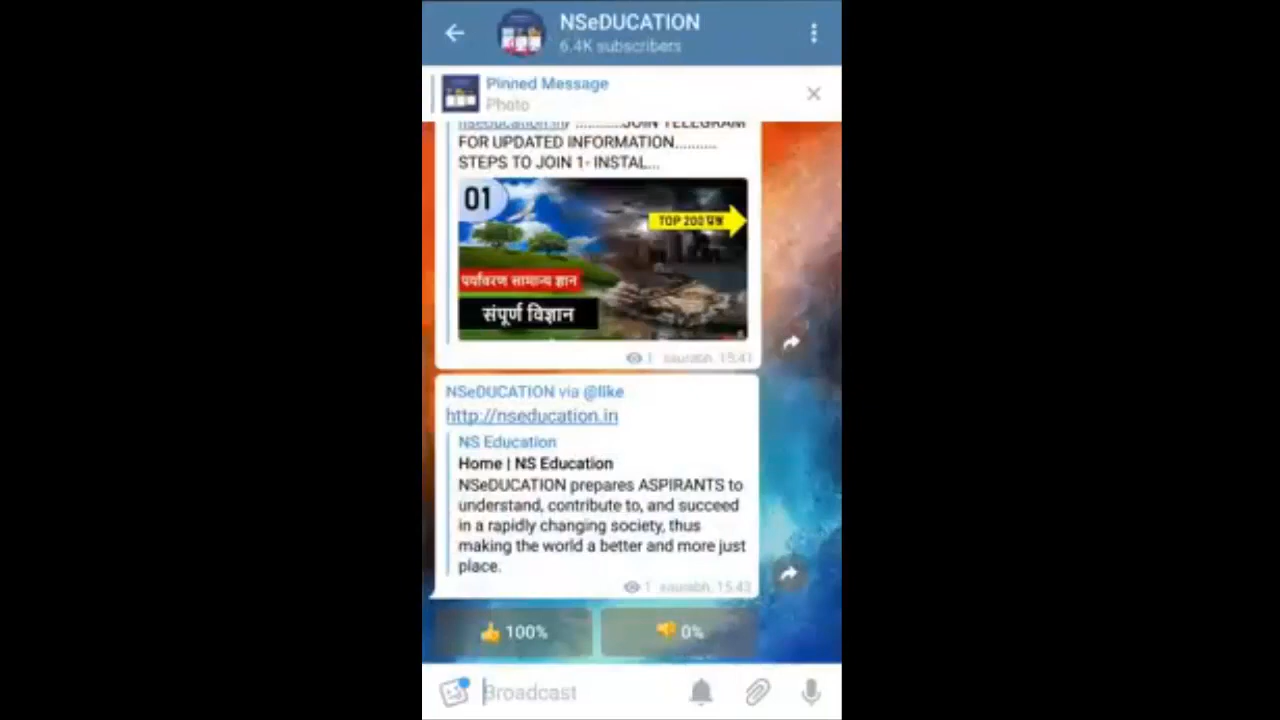 NSeDUCATION
6.4K subscribers
Pinned Message
Photo
nseducation.in/ ...........JOIN TELEGRAM
FOR UPDATED INFORMATION..........
STEPS TO JOIN 1- INSTAL...
01
TOP 200 प्रश्न
पर्यावरण सामान्य ज्ञान
संपूर्ण विज्ञान
1 saurabh, 15.41
NSeDUCATION via @like
http://nseducation.in
NS Education
Home | NS Education
NSeDUCATION prepares ASPIRANTS to
understand, contribute to, and succeed
in a rapidly changing society, thus
making the world a better and more just
place.
1 saurabh, 15.43
👍 100%
👎 0%
Broadcast